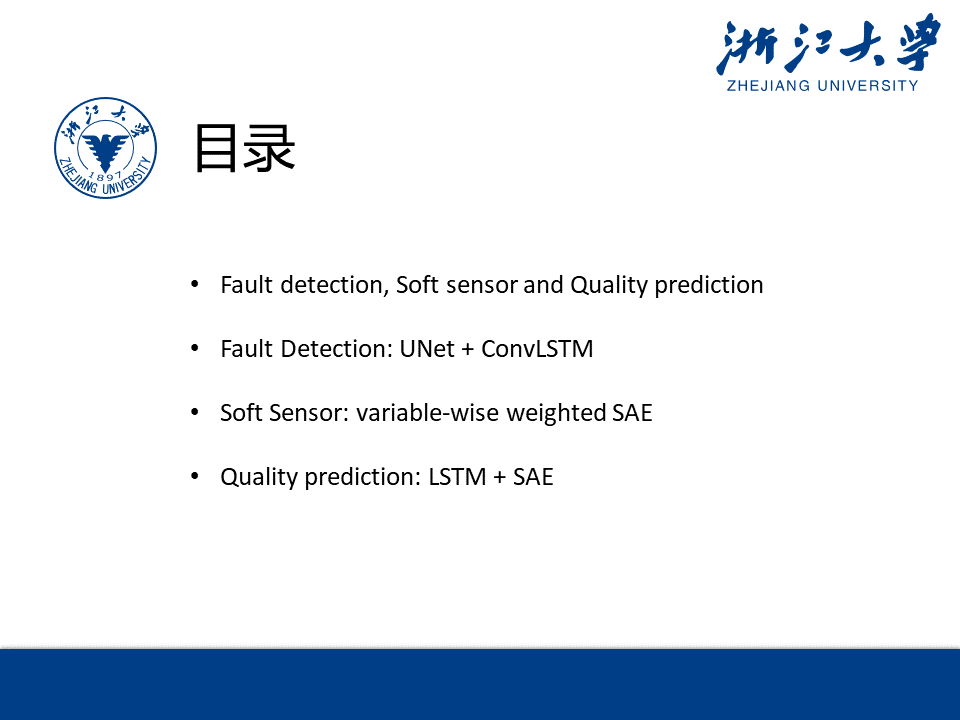 浙江大学
ZHEJIANG UNIVERSITY
浙江大学
1897
ZHEJIANG UNIVERSITY
目录
• Fault detection, Soft sensor and Quality prediction
• Fault Detection: UNet + ConvLSTM
• Soft Sensor: variable-wise weighted SAE
• Quality prediction: LSTM + SAE